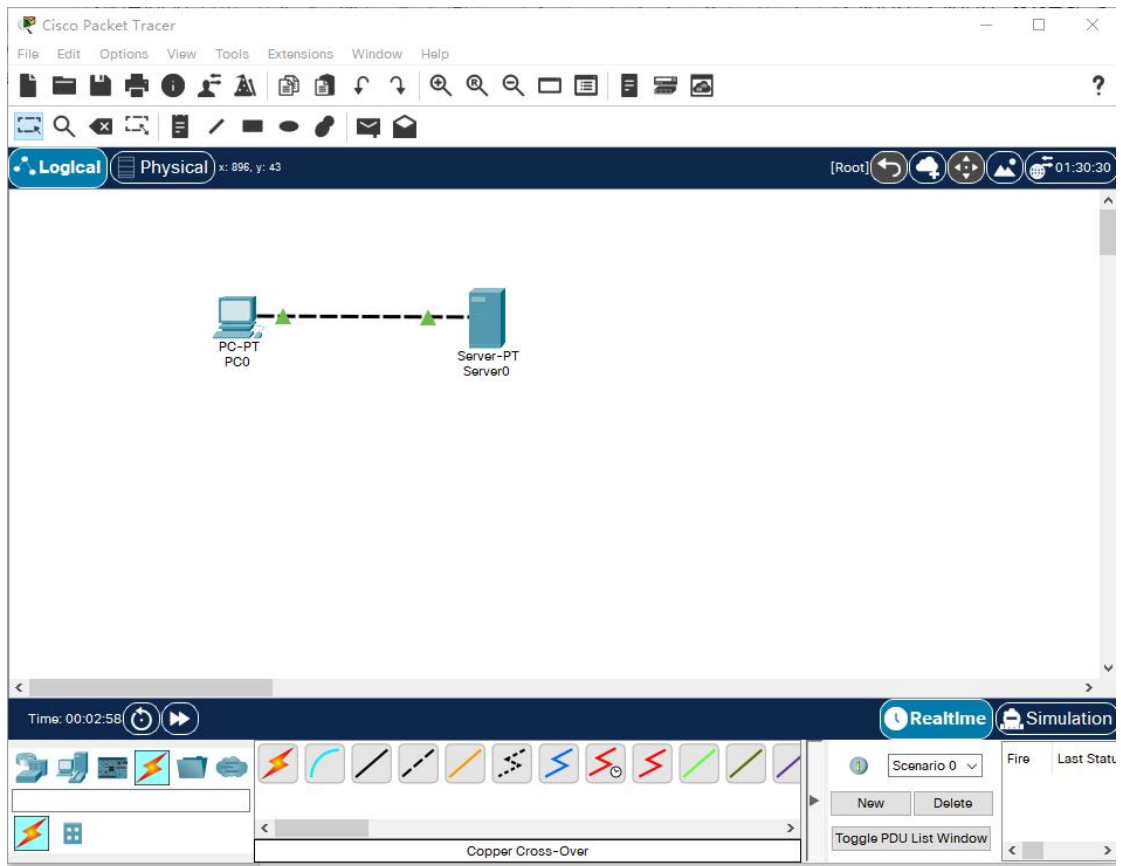 Cisco Packet Tracer
File Edit Options View Tools Extensions Window Help
?
Logical Physical x: 896, y: 43 [Root] 01:30:30
PC-PT
PC0
Server-PT
Server0
Time: 00:02:58 Realtime Simulation
Scenario 0 Fire Last Statu
New Delete
Toggle PDU List Window
Copper Cross-Over